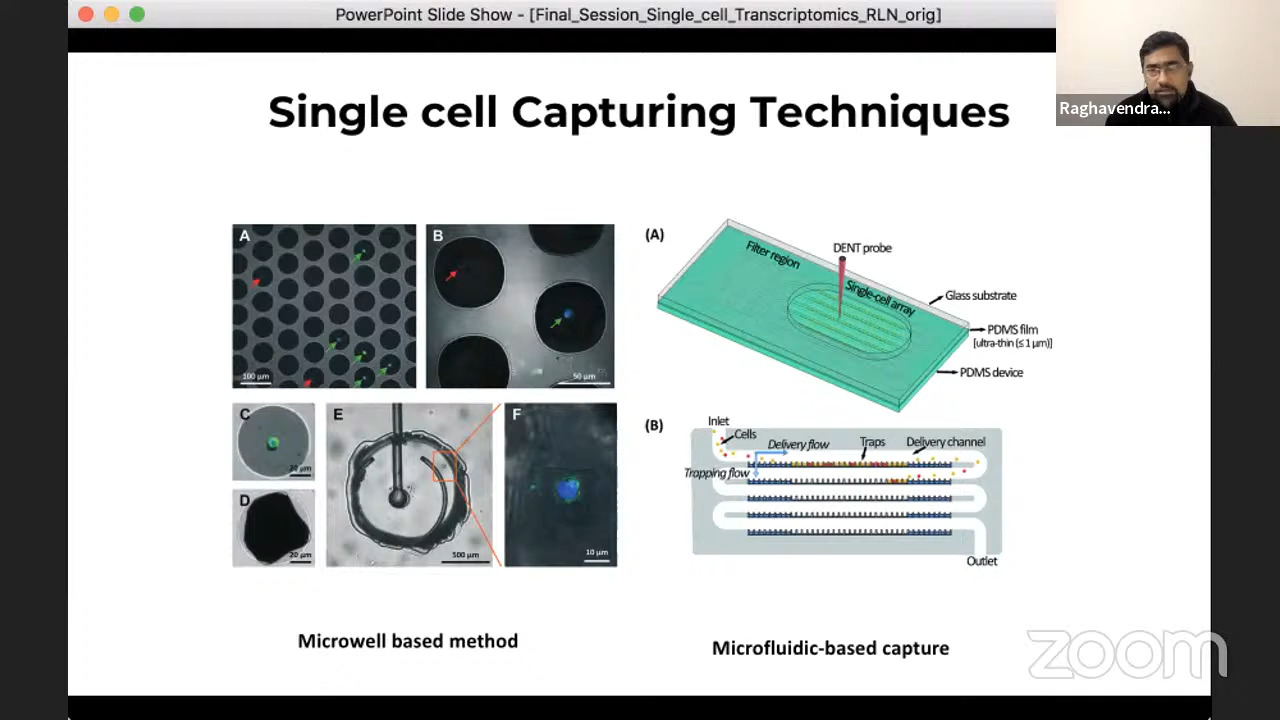 PowerPoint Slide Show - [Final_Session_Single_cell_Transcriptomics_RLN_orig]
Raghavendra...
Single cell Capturing Techniques
A
100 µm
B
50 µm
C
20 µm
D
20 µm
E
500 µm
F
10 µm
(A)
DENT probe
Filter region
Single-cell array
Glass substrate
PDMS film
[ultra-thin (≤ 1 µm)]
PDMS device
(B)
Inlet
Cells
Delivery flow
Traps
Delivery channel
Trapping flow
Outlet
Microwell based method
Microfluidic-based capture
zoom